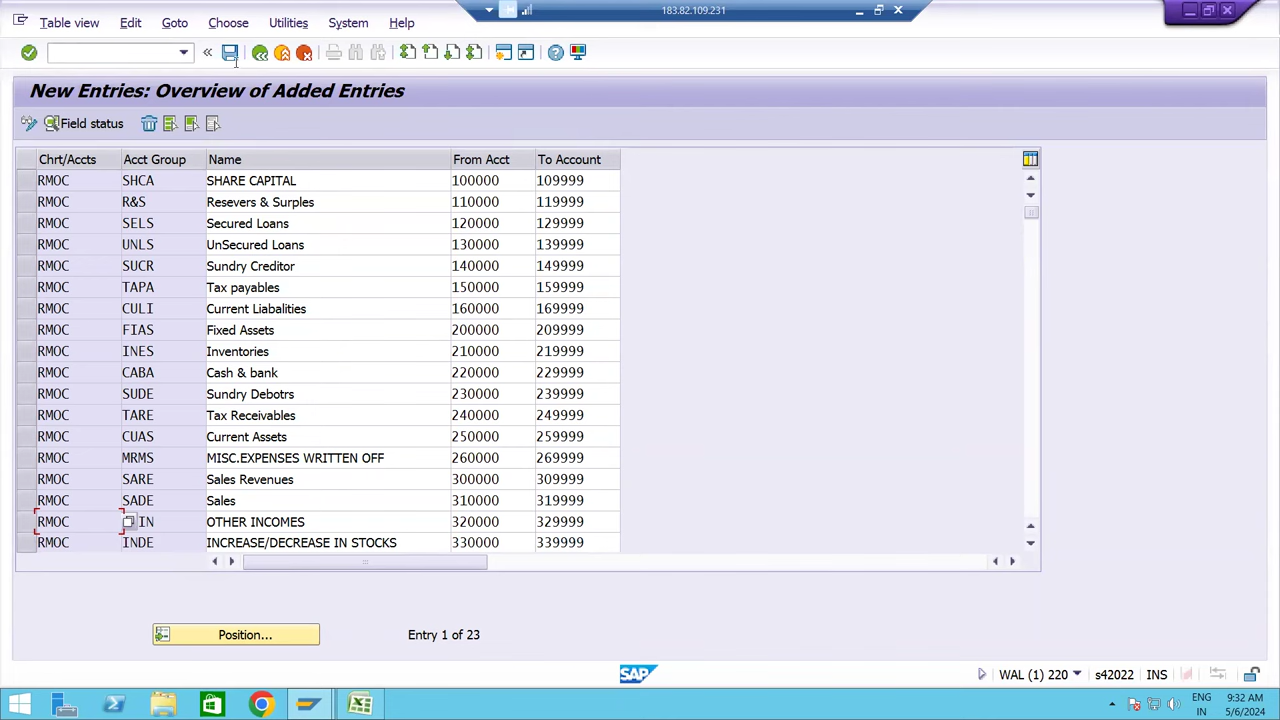 183.82.109.231
Table view Edit Goto Choose Utilities System Help
New Entries: Overview of Added Entries
Field status
Chrt/Accts Acct Group Name From Acct To Account
RMOC SHCA SHARE CAPITAL 100000 109999
RMOC R&S Resevers & Surples 110000 119999
RMOC SELS Secured Loans 120000 129999
RMOC UNLS UnSecured Loans 130000 139999
RMOC SUCR Sundry Creditor 140000 149999
RMOC TAPA Tax payables 150000 159999
RMOC CULI Current Liabalities 160000 169999
RMOC FIAS Fixed Assets 200000 209999
RMOC INES Inventories 210000 219999
RMOC CABA Cash & bank 220000 229999
RMOC SUDE Sundry Debotrs 230000 239999
RMOC TARE Tax Receivables 240000 249999
RMOC CUAS Current Assets 250000 259999
RMOC MRMS MISC.EXPENSES WRITTEN OFF 260000 269999
RMOC SARE Sales Revenues 300000 309999
RMOC SADE Sales 310000 319999
RMOC IN OTHER INCOMES 320000 329999
RMOC INDE INCREASE/DECREASE IN STOCKS 330000 339999
Position... Entry 1 of 23
SAP WAL (1) 220 s42022 INS
ENG 9:32 AM
IN 5/6/2024